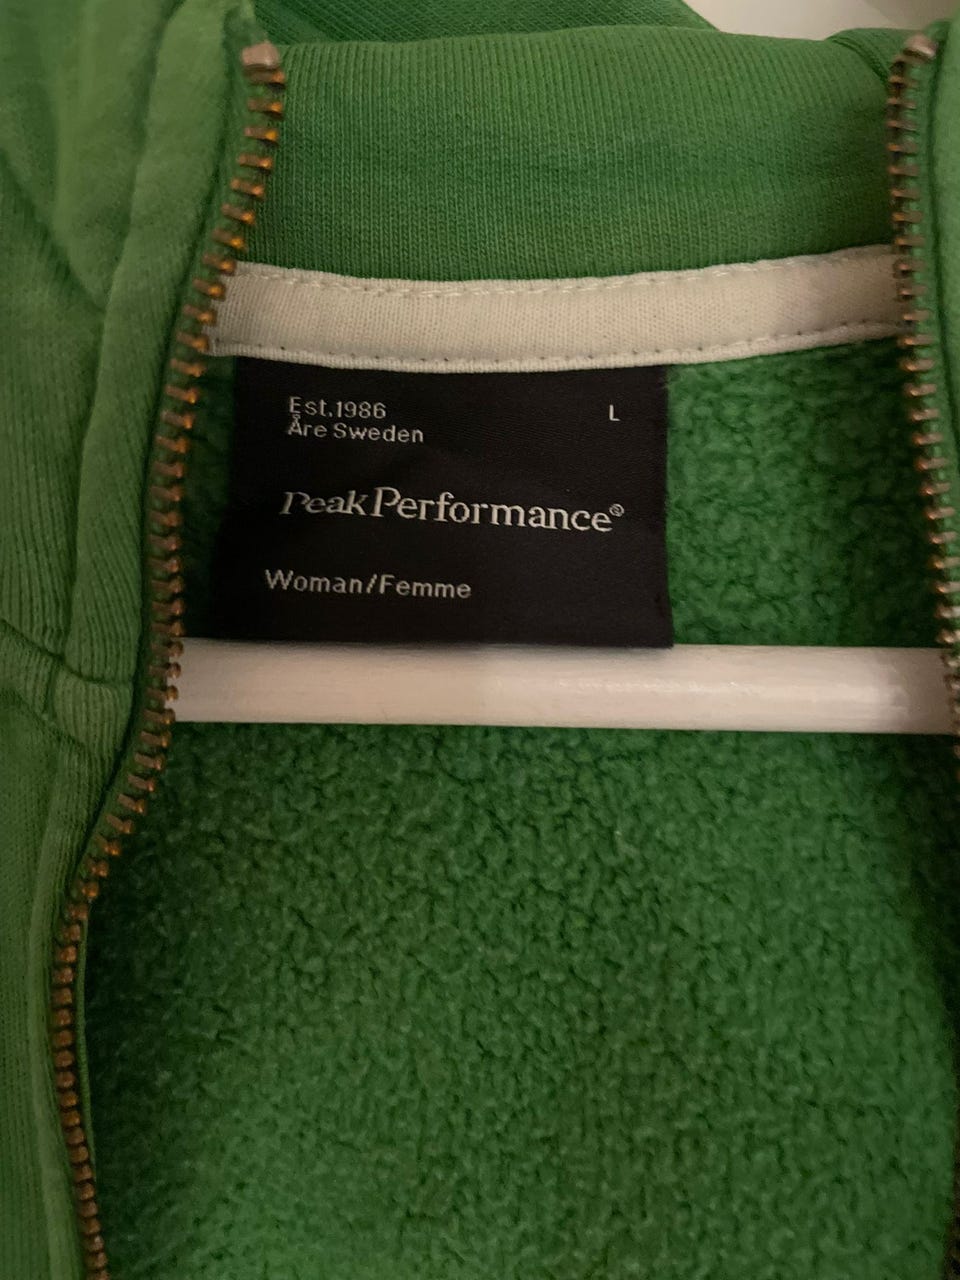 Est.1986
L
Åre Sweden
PeakPerformance®
Woman/Femme